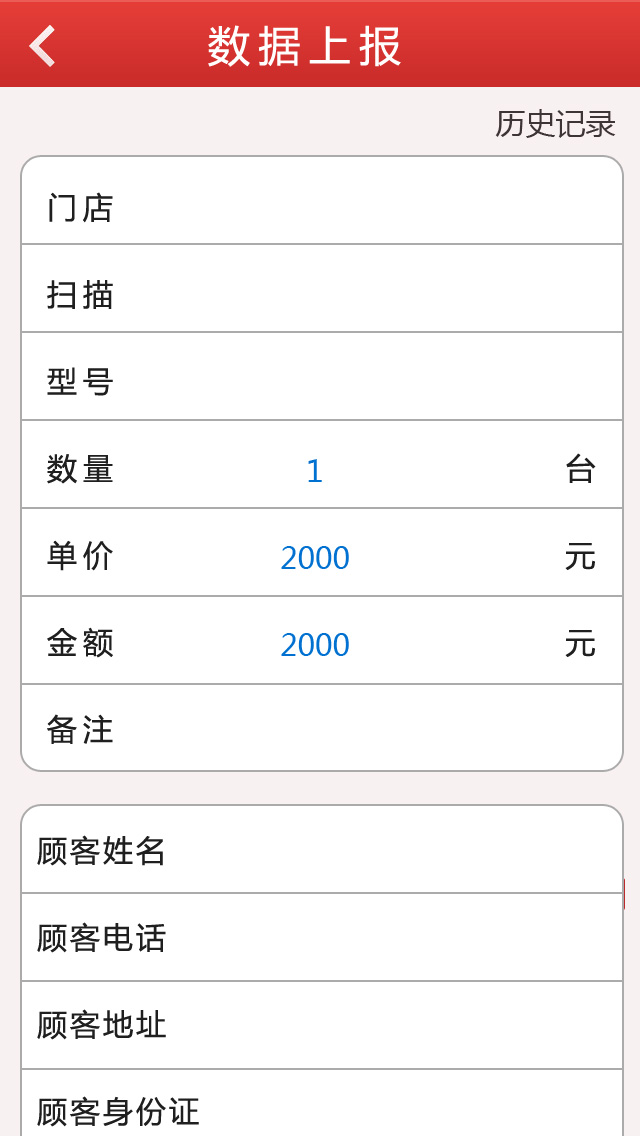 数据上报
历史记录
门店
扫描
型号
数量 1 台
单价 2000 元
金额 2000 元
备注
顾客姓名
顾客电话
顾客地址
顾客身份证